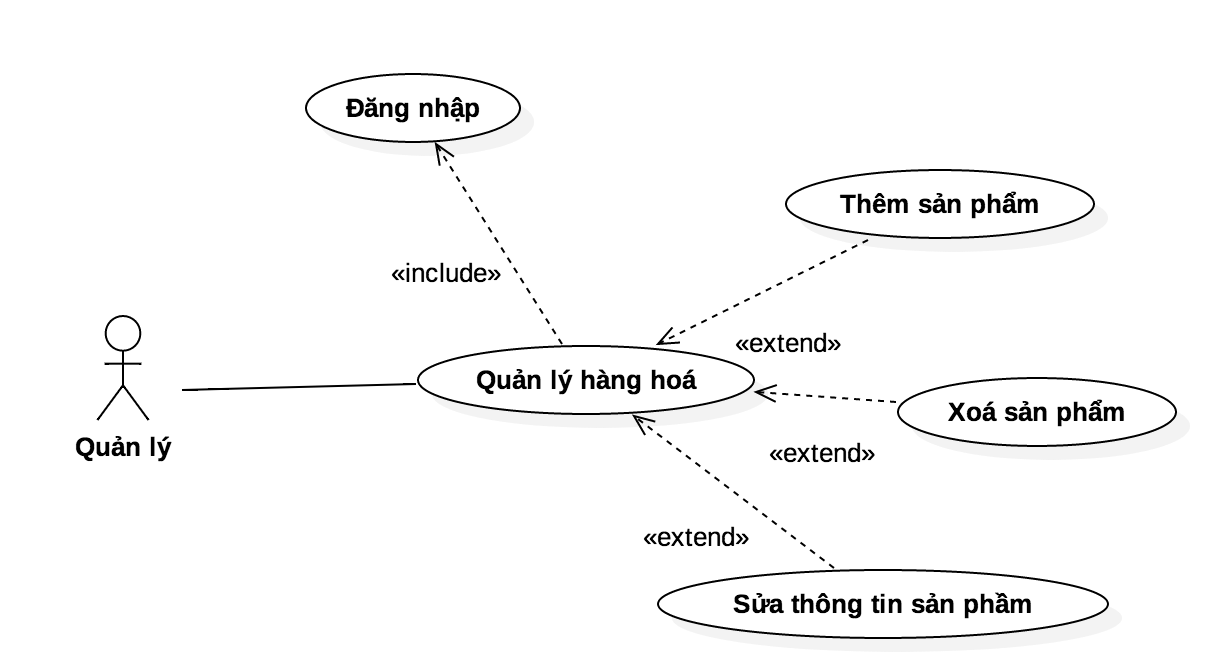 Đăng nhập
Thêm sản phẩm
«include»
«extend»
Quản lý hàng hoá
Xoá sản phẩm
Quản lý
«extend»
«extend»
Sửa thông tin sản phầm